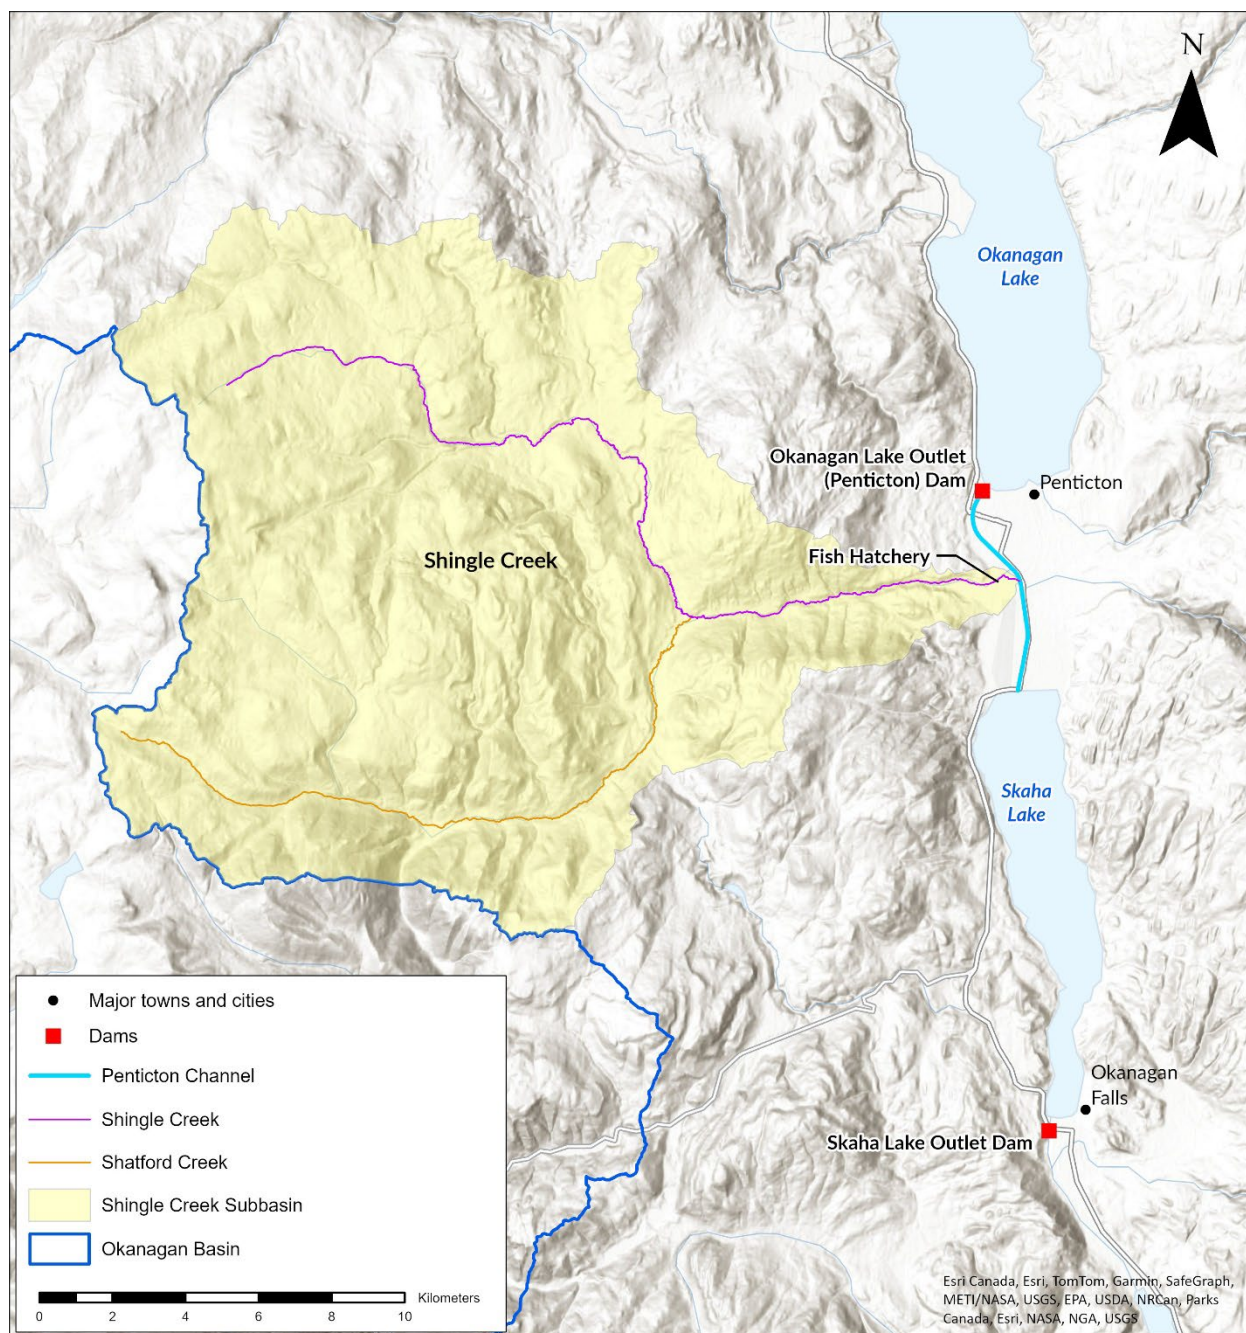 N
Okanagan
Lake
Okanagan Lake Outlet
(Penticton) Dam
Penticton
Shingle Creek
Fish Hatchery
Skaha
Lake
Okanagan
Falls
Skaha Lake Outlet Dam
Major towns and cities
Dams
Penticton Channel
Shingle Creek
Shatford Creek
Shingle Creek Subbasin
Okanagan Basin
0 2 4 6 8 10 Kilometers
Esri Canada, Esri, TomTom, Garmin, SafeGraph,
METI/NASA, USGS, EPA, USDA, NRCan, Parks
Canada, Esri, NASA, NGA, USGS